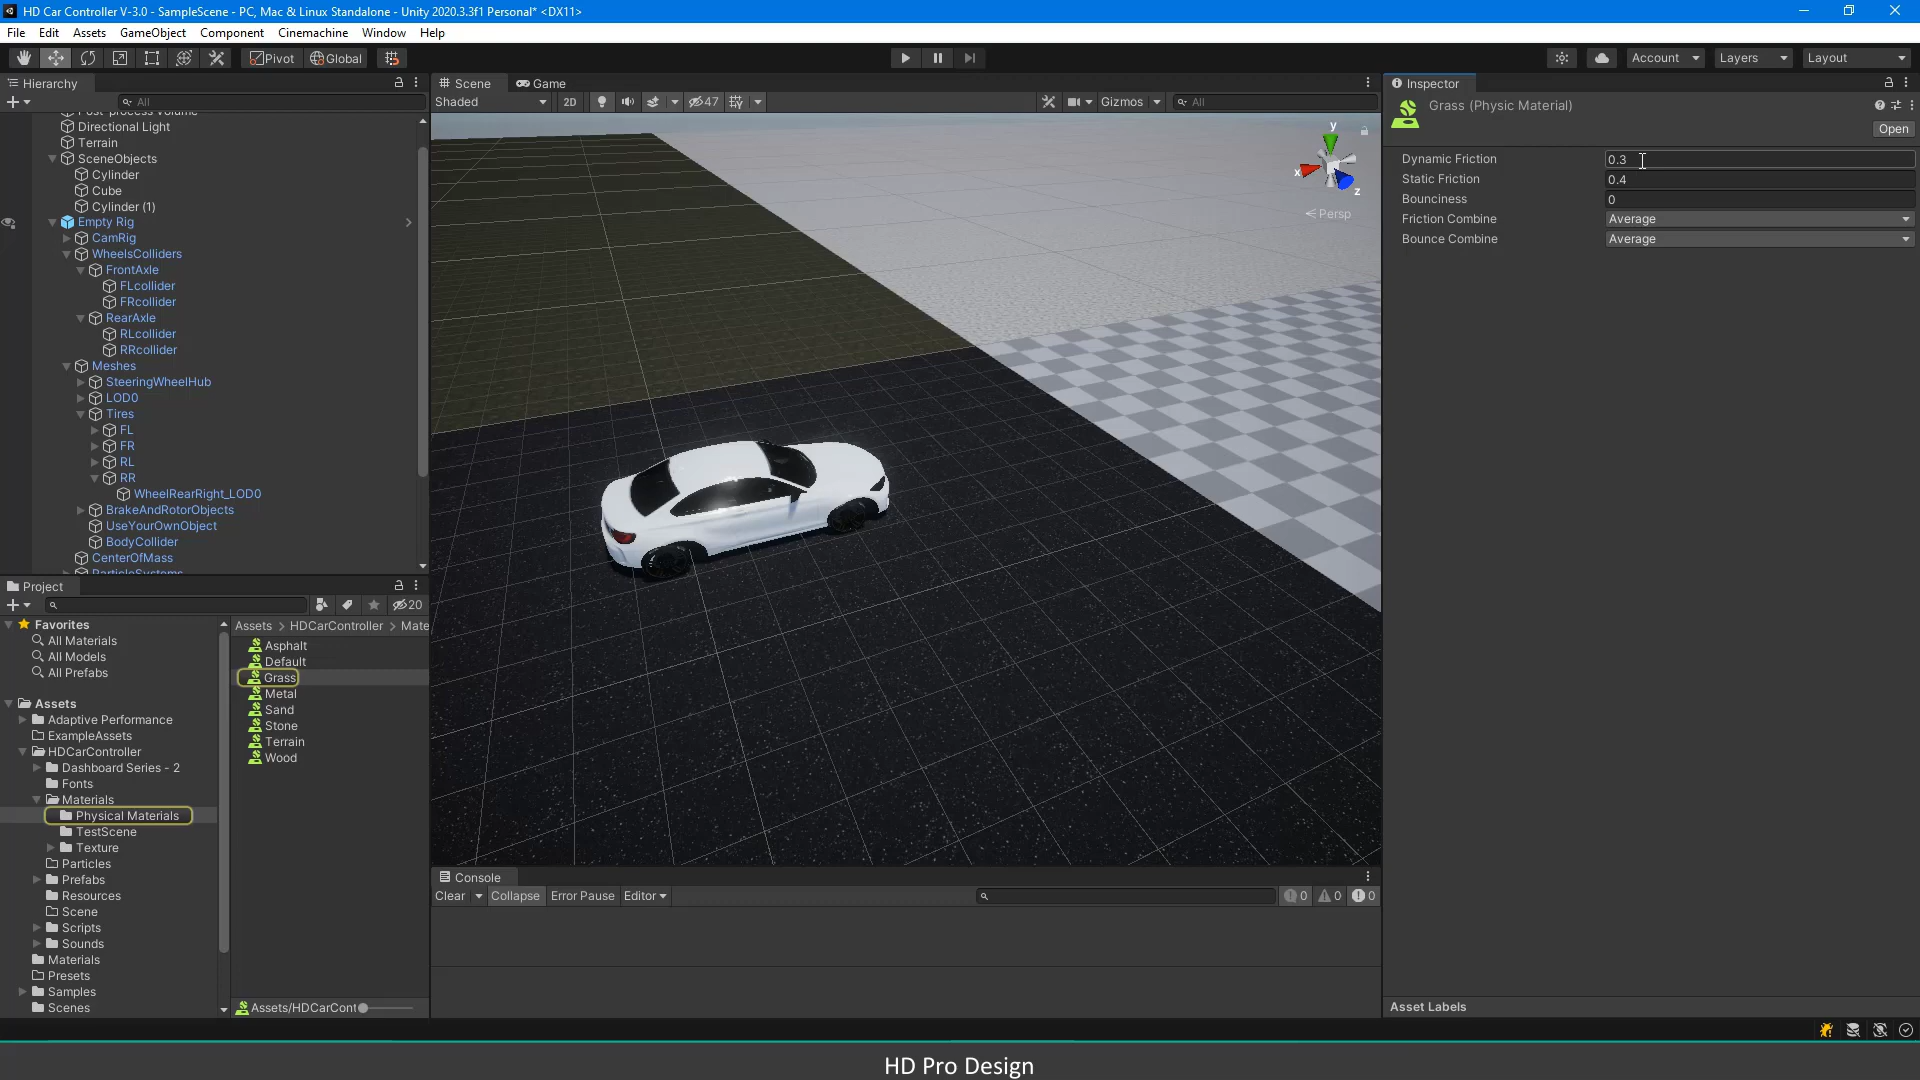 HD Car Controller V-3.0 - SampleScene - PC, Mac & Linux Standalone - Unity 2020.3.3f1 Personal* <DX11>
File Edit Assets GameObject Component Cinemachine Window Help
Pivot Global Account Layers Layout
Hierarchy
All
Post-process Volume
Directional Light
Terrain
SceneObjects
Cylinder
Cube
Cylinder (1)
Empty Rig
CamRig
WheelsColliders
FrontAxle
FLcollider
FRcollider
RearAxle
RLcollider
RRcollider
Meshes
SteeringWheelHub
LOD0
Tires
FL
FR
RL
RR
WheelRearRight_LOD0
BrakeAndRotorObjects
UseYourOwnObject
BodyCollider
CenterOfMass
ParticleSystems
Scene Game
Shaded 2D 47 Gizmos All
y
x
z
Persp
Inspector
Grass (Physic Material)
Open
Dynamic Friction 0.3
Static Friction 0.4
Bounciness 0
Friction Combine Average
Bounce Combine Average
Asset Labels
Project
20
Favorites
All Materials
All Models
All Prefabs
Assets
Adaptive Performance
ExampleAssets
HDCarController
Dashboard Series - 2
Fonts
Materials
Physical Materials
TestScene
Texture
Particles
Prefabs
Resources
Scene
Scripts
Sounds
Materials
Presets
Samples
Scenes
Assets > HDCarController > Mate
Asphalt
Default
Grass
Metal
Sand
Stone
Terrain
Wood
Assets/HDCarCont
Console
Clear Collapse Error Pause Editor 0 0 0
HD Pro Design